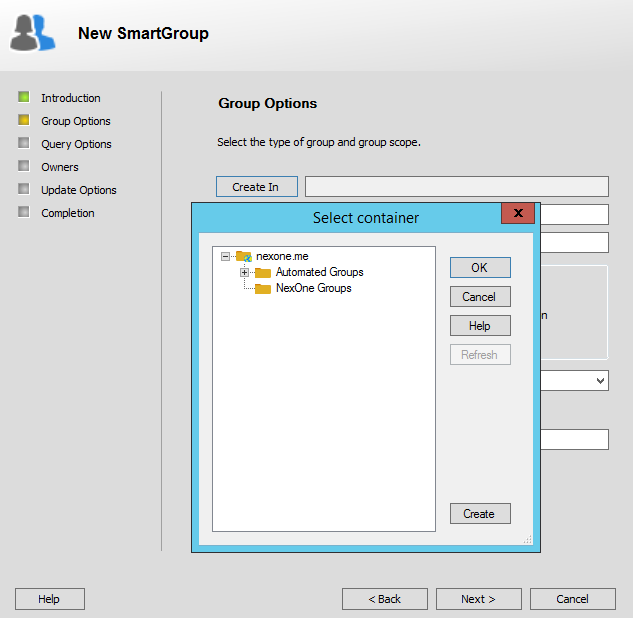 New SmartGroup
Introduction
Group Options
Query Options
Owners
Update Options
Completion
Group Options
Select the type of group and group scope.
Create In
Select container
x
nexone.me
Automated Groups
NexOne Groups
OK
Cancel
Help
Refresh
Create
n
Help
< Back
Next >
Cancel